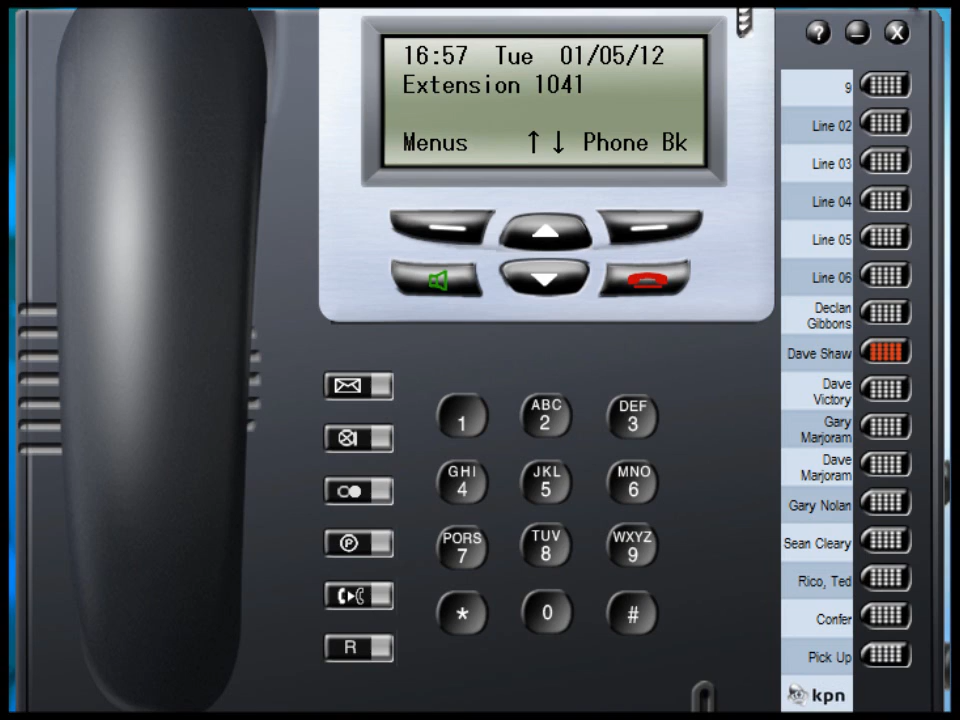 16:57 Tue 01/05/12
Extension 1041
Menus ↑ ↓ Phone Bk
? – X
9
Line 02
Line 03
Line 04
Line 05
Line 06
Declan
Gibbons
Dave Shaw
Dave
Victory
Gary
Marjoram
Dave
Marjoram
Gary Nolan
Sean Cleary
Rico, Ted
Confer
Pick Up
kpn
1
ABC
2
DEF
3
GHI
4
JKL
5
MNO
6
P
PQRS
7
TUV
8
WXYZ
9
*
0
#
R